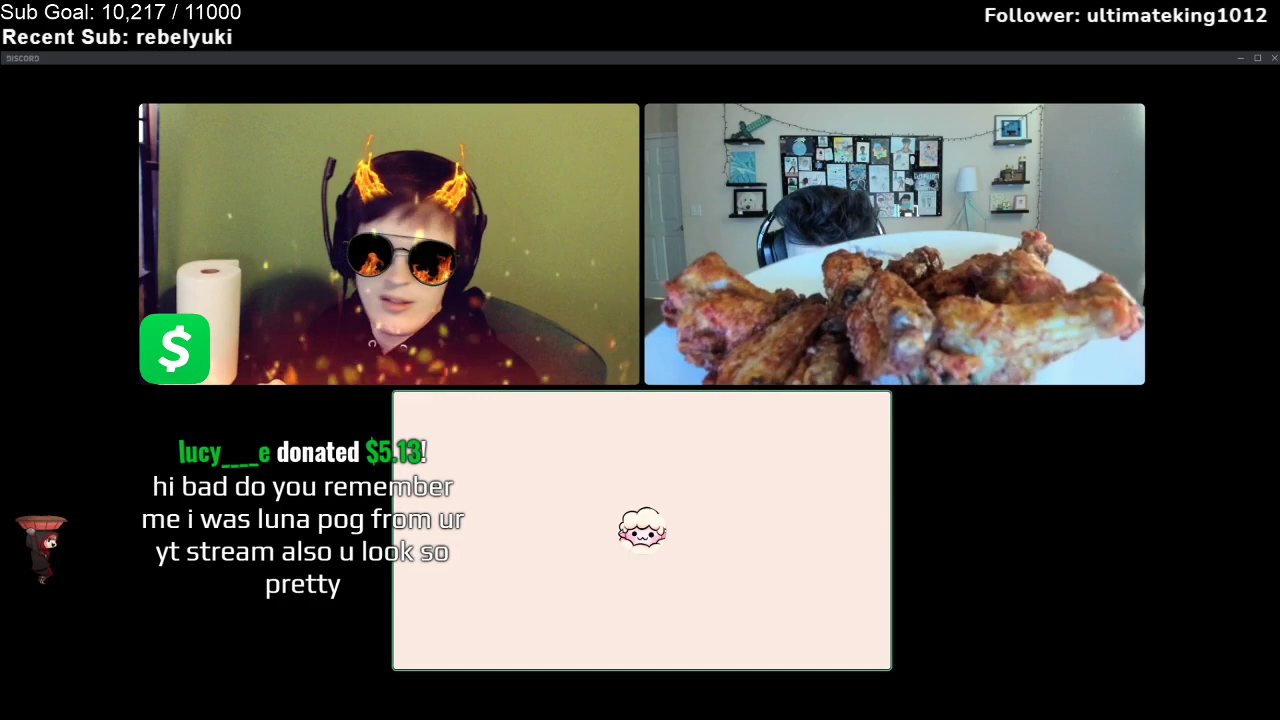 Sub Goal: 10,217 / 11000
Follower: ultimateking1012
Recent Sub: rebelyuki
DISCORD
$
lucy____e donated $5.13!
hi bad do you remember
me i was luna pog from ur
yt stream also u look so
pretty